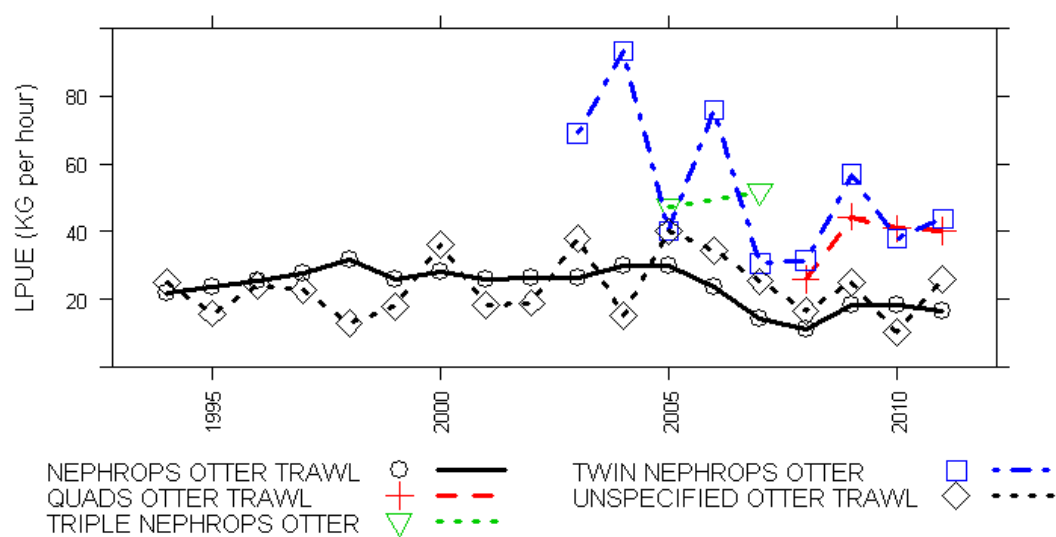 LPUE (KG per hour)
80
60
40
20
1995
2000
2005
2010
NEPHROPS OTTER TRAWL
TWIN NEPHROPS OTTER
QUADS OTTER TRAWL
UNSPECIFIED OTTER TRAWL
TRIPLE NEPHROPS OTTER